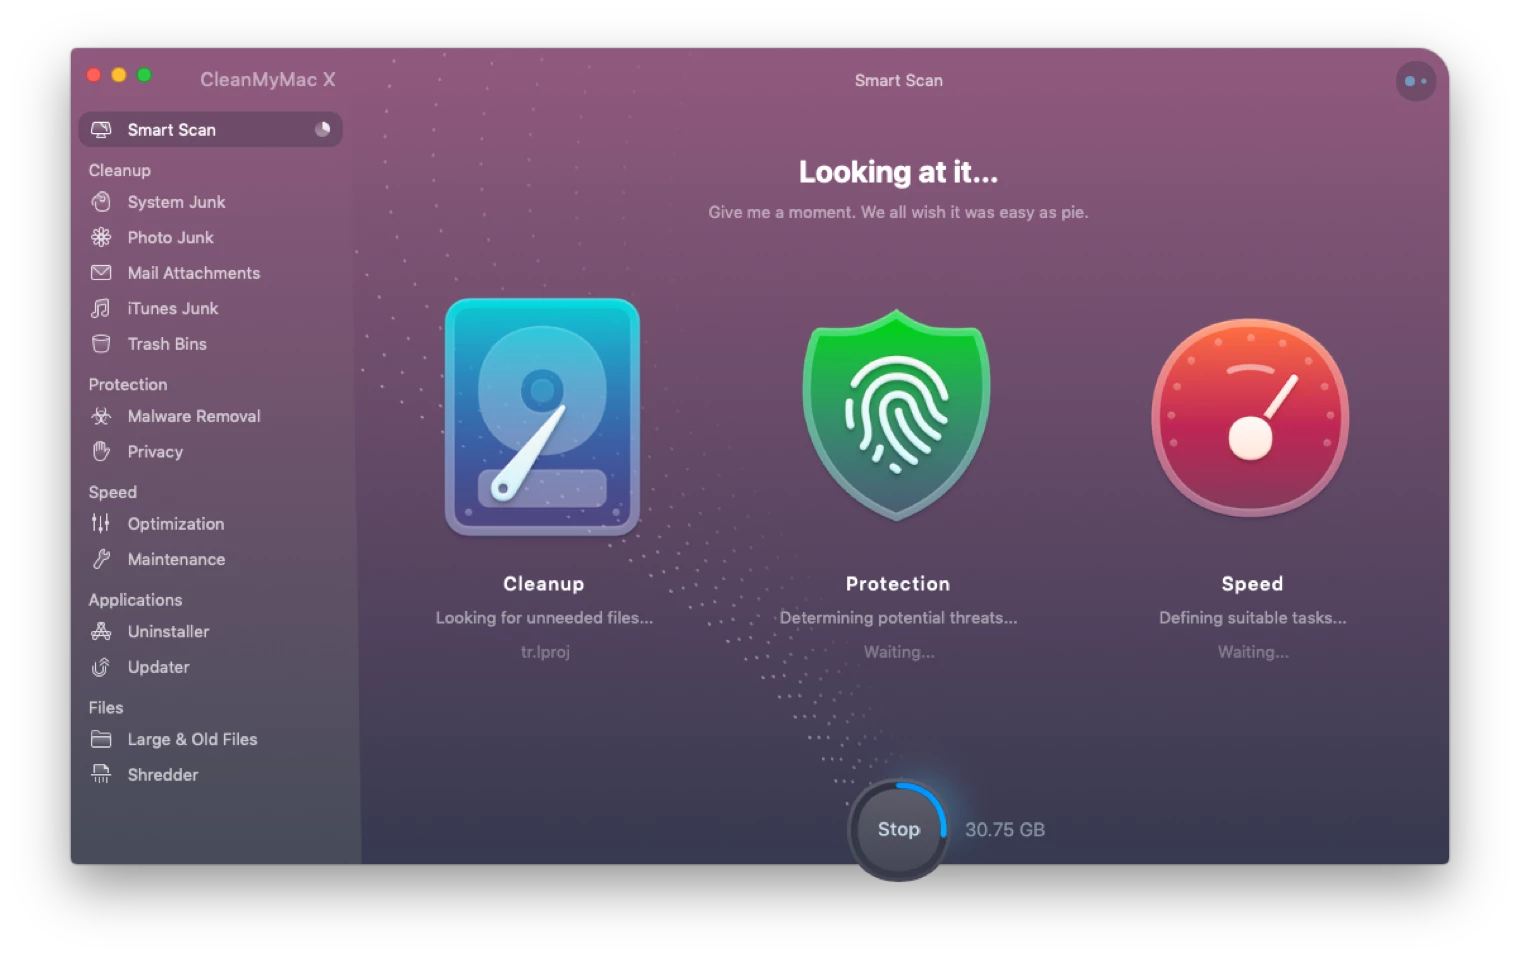 CleanMyMac X
Smart Scan
Smart Scan
Cleanup
System Junk
Photo Junk
Mail Attachments
iTunes Junk
Trash Bins
Protection
Malware Removal
Privacy
Speed
Optimization
Maintenance
Applications
Uninstaller
Updater
Files
Large & Old Files
Shredder
Looking at it...
Give me a moment. We all wish it was easy as pie.
Cleanup
Looking for unneeded files...
tr.lproj
Protection
Determining potential threats...
Waiting...
Speed
Defining suitable tasks...
Waiting...
Stop
30.75 GB